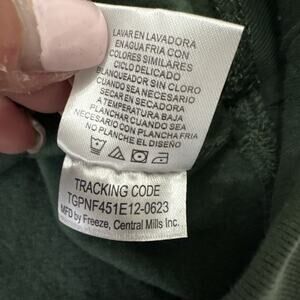 LAVAR EN LAVADORA
EN AGUA FRIA CON
COLORES SIMILARES
CICLO DELICADO
BLANQUEADOR SIN CLORO
CUANDO SEA NECESARIO
SECAR EN SECADORA
A TEMPERATURA BAJA
PLANCHAR CUANDO SEA
NECESARIO CON PLANCHA FRIA
NO PLANCHE EL DISEÑO
TRACKING CODE
TGPNF451E12-0623
MFD by Freeze, Central Mills Inc.